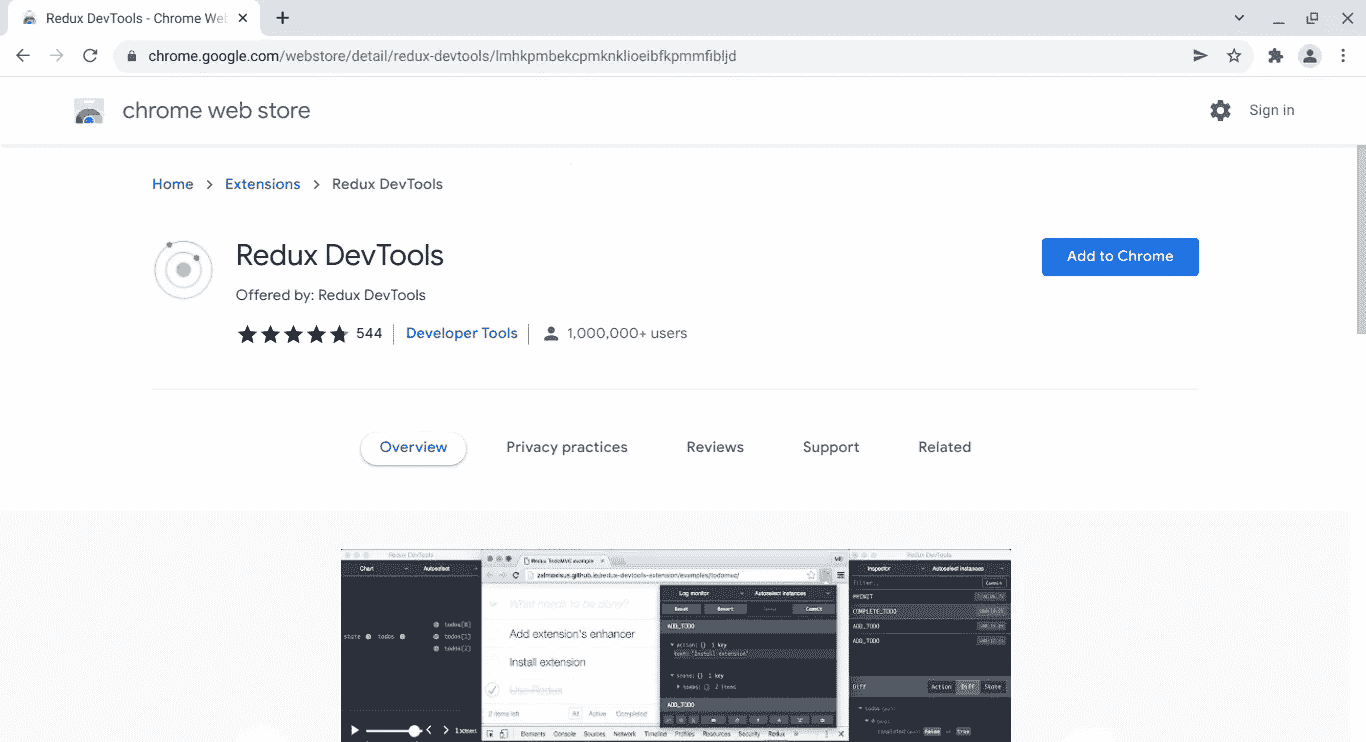 Redux DevTools - Chrome Web
chrome.google.com/webstore/detail/redux-devtools/lmhkpmbekcpmknklioeibfkpmmfibljd
chrome web store
Sign in
Home > Extensions > Redux DevTools
Redux DevTools
Add to Chrome
Offered by: Redux DevTools
544 Developer Tools 1,000,000+ users
Overview Privacy practices Reviews Support Related
Redux DevTools
Chart Autoselect
state todos
todos[0]
todos[1]
todos[2]
Redux TodoMVC example
zalmoxisus.github.io/redux-devtools-extension/examples/todomvc/
What needs to be done?
Add extension's enhancer
Install extension
Use Redux
2 items left All Active Completed
Log monitor Autoselect instances
Reset Revert Commit
ADD_TODO
action: {} 1 key
text: "Install extension"
state: {} 1 key
todos: [] 2 items
ADD_TODO
Elements Console Sources Network Timeline Profiles Resources Security Redux
Redux DevTools
Inspector Autoselect instances
filter... Commit
@@INIT
COMPLETE_TODO
ADD_TODO
ADD_TODO
Diff Action Diff State
todos
completed false true